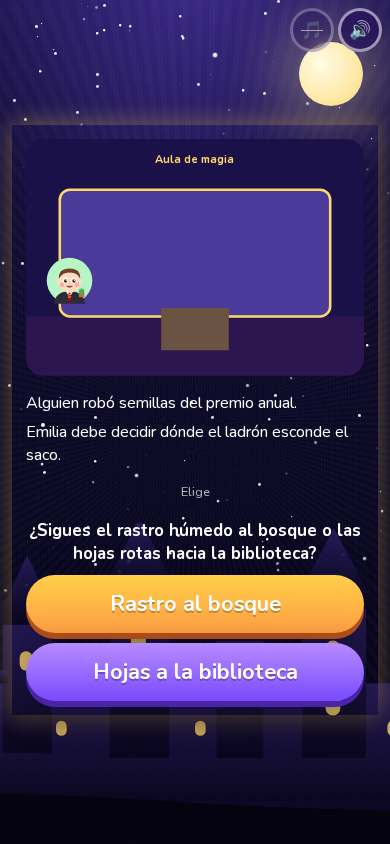 Aula de magia
Alguien robó semillas del premio anual.
Emilia debe decidir dónde el ladrón esconde el
saco.
Elige
¿Sigues el rastro húmedo al bosque o las
hojas rotas hacia la biblioteca?
Rastro al bosque
Hojas a la biblioteca